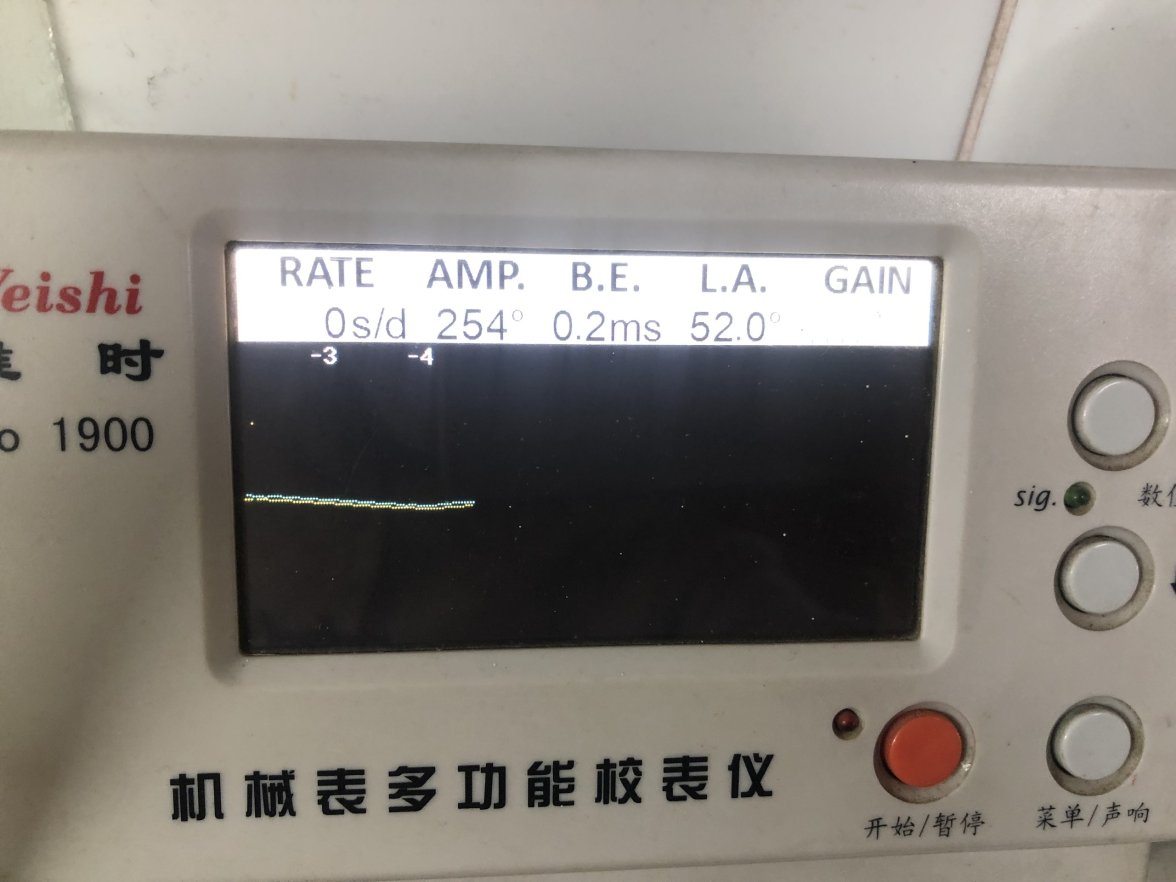 RATE AMP. B.E. L.A. GAIN
0s/d 254° 0.2ms 52.0°
-3 -4
eishi
时
1900
sig.
机械表多功能校表仪
开始/暂停
菜单/声响